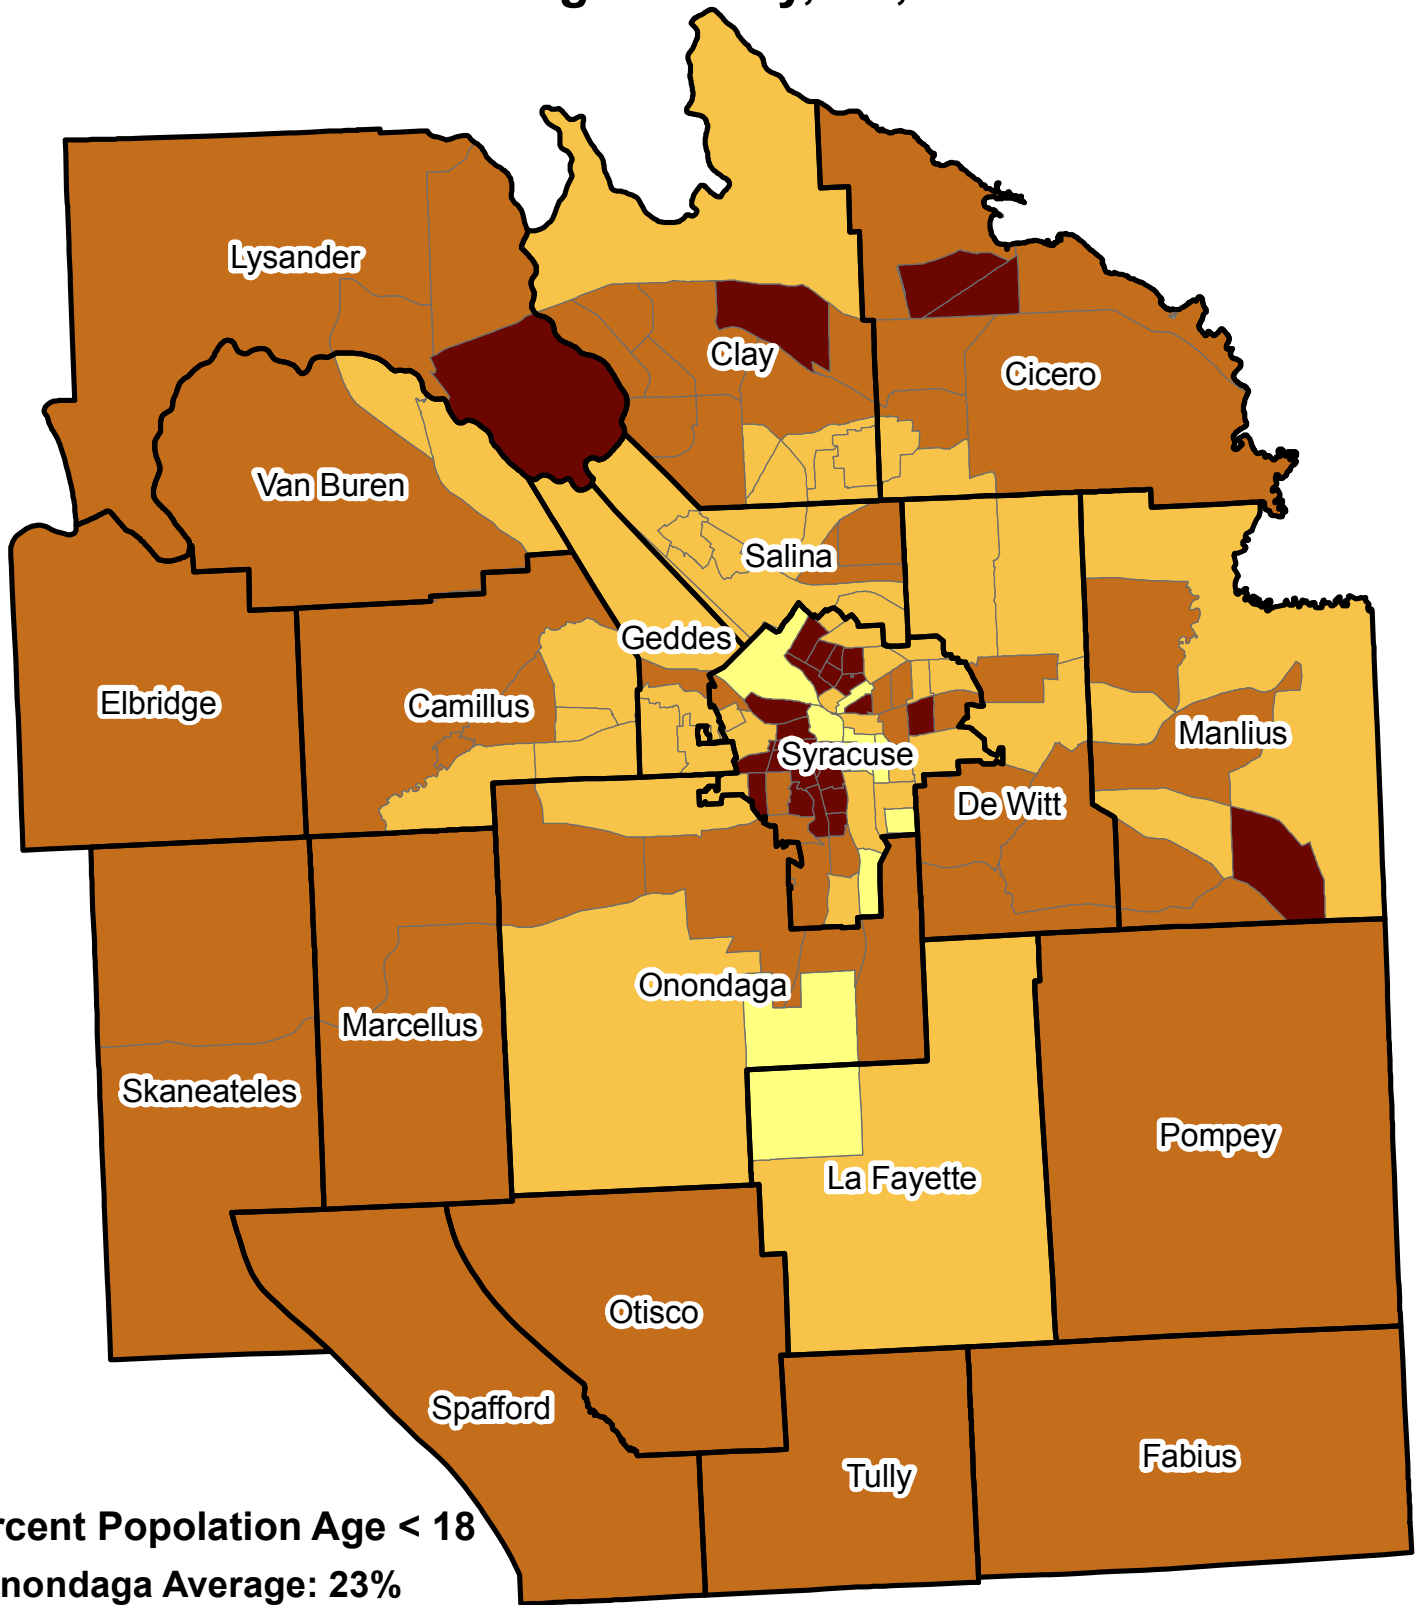 Lysander
Clay
Cicero
Van Buren
Salina
Geddes
Elbridge
Camillus
Manlius
Syracuse
De Witt
Onondaga
Marcellus
Skaneateles
Pompey
La Fayette
Otisco
Spafford
Fabius
Tully
rcent Popolation Age < 18
nondaga Average: 23%